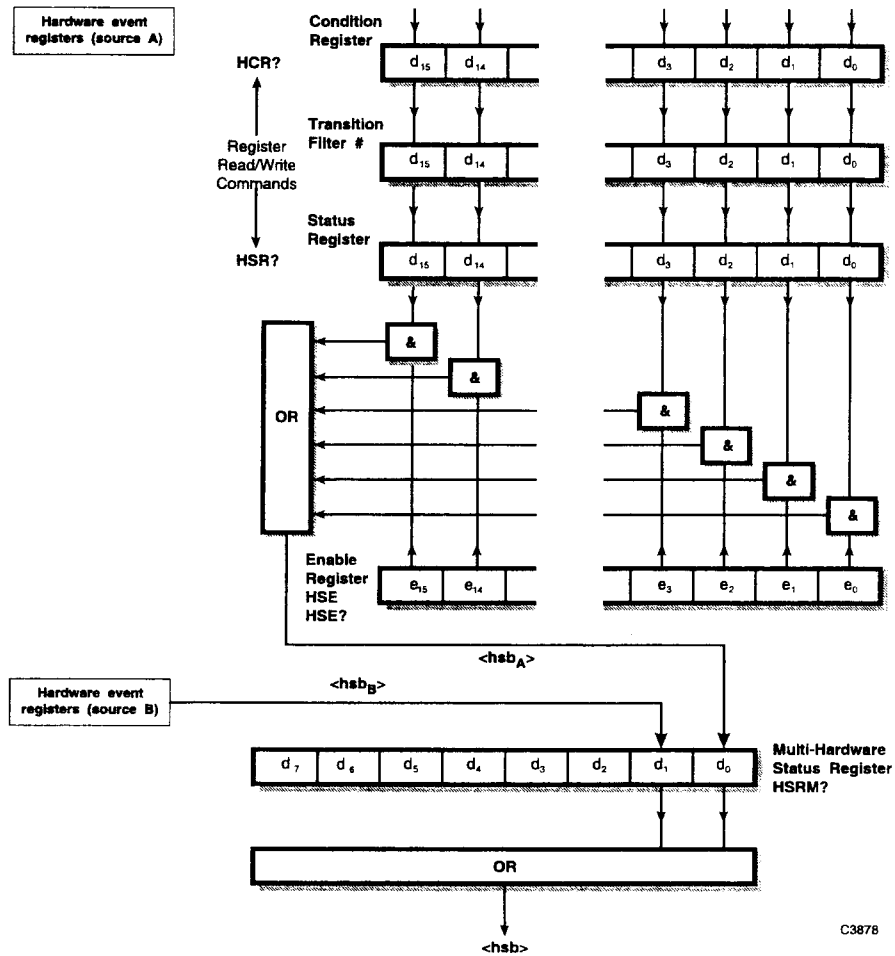 Hardware event
registers (source A)
Condition
Register
HCR?
d15 d14 d3 d2 d1 d0
Register
Read/Write
Commands
Transition
Filter #
d15 d14 d3 d2 d1 d0
Status
Register
HSR?
d15 d14 d3 d2 d1 d0
OR
&
&
&
&
&
&
Enable
Register
HSE
HSE?
e15 e14 e3 e2 e1 e0
<hsbA>
Hardware event
registers (source B)
<hsbB>
d7 d6 d5 d4 d3 d2 d1 d0
Multi-Hardware
Status Register
HSRM?
OR
<hsb>
C3878